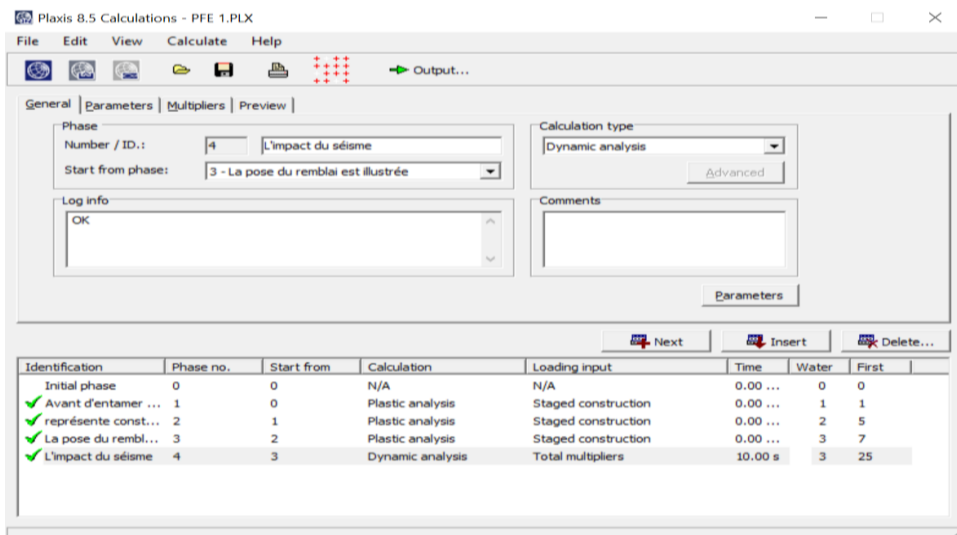 Plaxis 8.5 Calculations - PFE 1.PLX
File Edit View Calculate Help
Output...
General Parameters Multipliers Preview
Phase
Number / ID.: 4 L'impact du séisme
Start from phase: 3 - La pose du remblai est illustrée
Calculation type
Dynamic analysis
Advanced
Log info
OK
Comments
Parameters
Next Insert Delete...
Identification Phase no. Start from Calculation Loading input Time Water First
Initial phase 0 0 N/A N/A 0.00 ... 0 0
Avant d'entamer ... 1 0 Plastic analysis Staged construction 0.00 ... 1 1
représente const... 2 1 Plastic analysis Staged construction 0.00 ... 2 5
La pose du rembl... 3 2 Plastic analysis Staged construction 0.00 ... 3 7
L'impact du séisme 4 3 Dynamic analysis Total multipliers 10.00 s 3 25